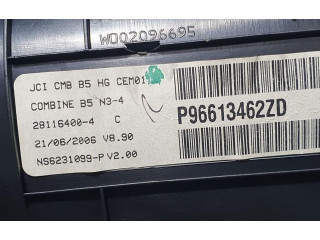 W002096695
JCI CMB B5 HG CEM01
COMBINE B5 N3-4
28116400-4 C
21/06/2006 V8.90
NS6231099-P V2.00
P96613462ZD